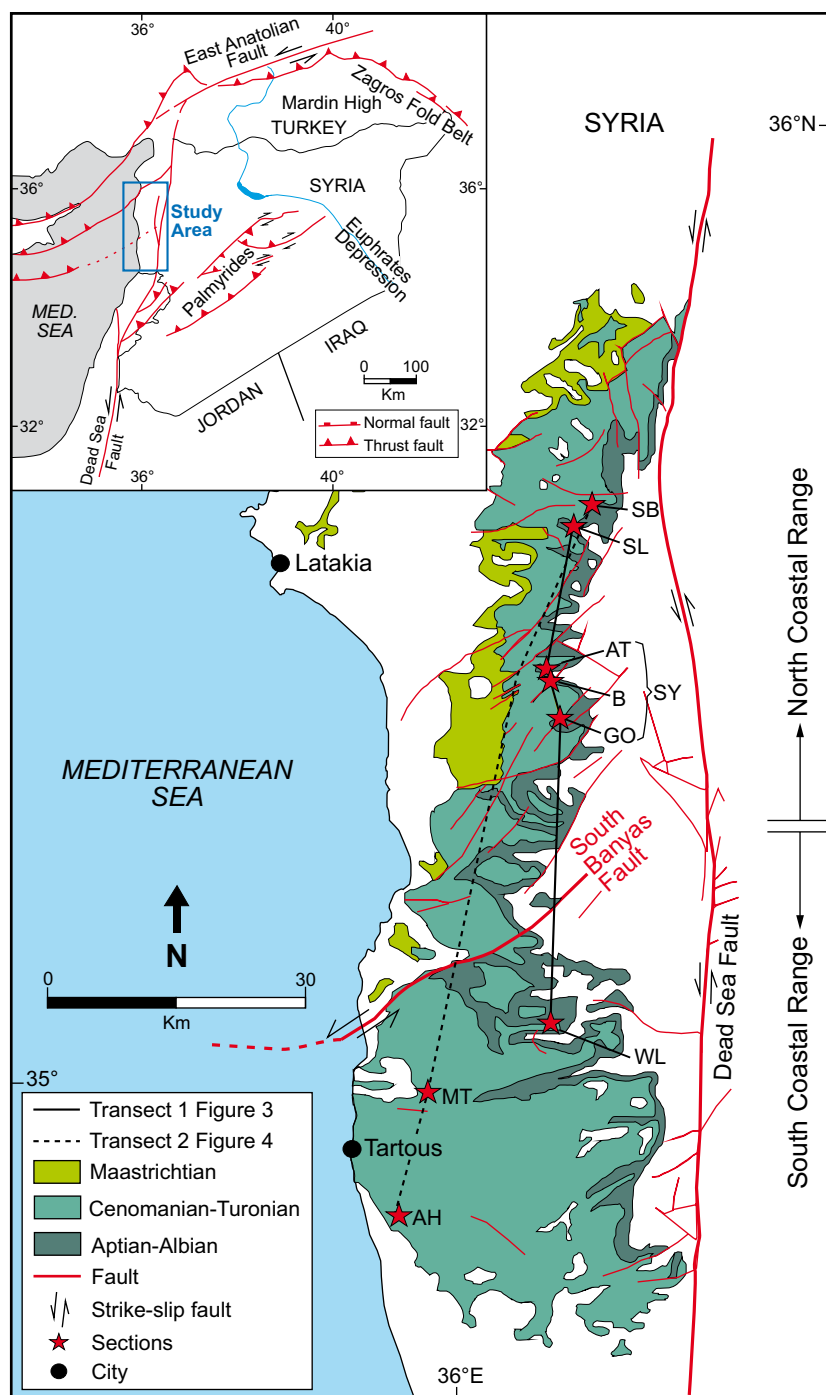 36°
40°
East Anatolian
Fault
Zagros Fold Belt
Mardin High
TURKEY
36°
36°
SYRIA
Study
Area
Euphrates
Depression
Palmyrides
MED.
SEA
IRAQ
JORDAN
0
100
Km
32°
32°
Dead Sea
Fault
Normal fault
Thrust fault
36°
40°
SYRIA
36°N
SB
SL
Latakia
AT
B
SY
GO
North Coastal Range
MEDITERRANEAN
SEA
South
Banyas
Fault
N
0
30
Km
Dead Sea Fault
South Coastal Range
WL
35°
MT
Tartous
AH
Transect 1 Figure 3
Transect 2 Figure 4
Maastrichtian
Cenomanian-Turonian
Aptian-Albian
Fault
Strike-slip fault
Sections
City
36°E